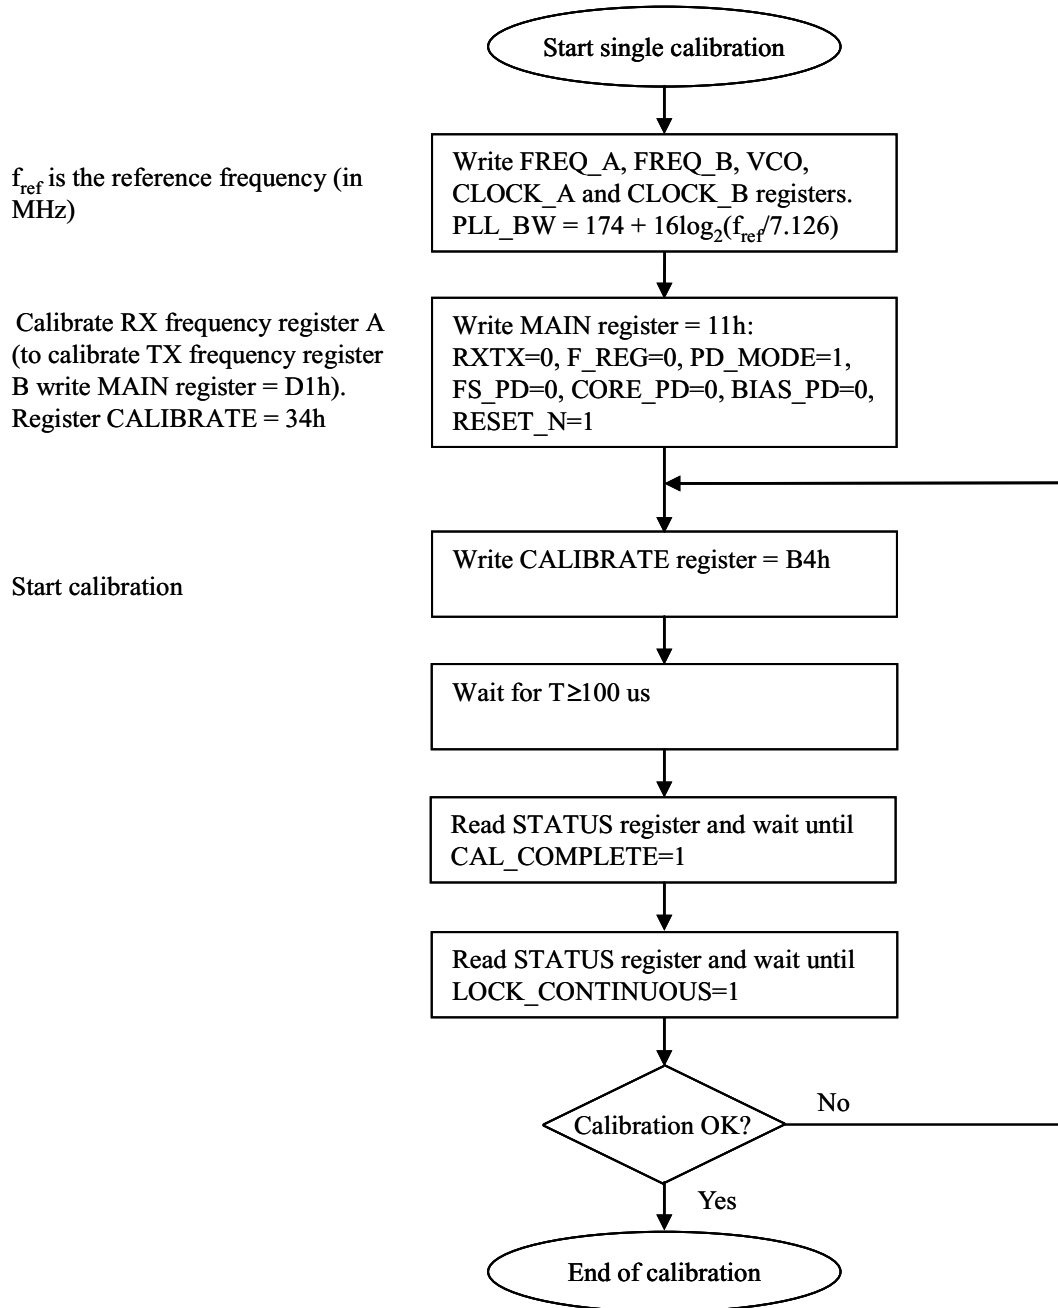 Start single calibration
f_ref is the reference frequency (in
MHz)
Write FREQ_A, FREQ_B, VCO,
CLOCK_A and CLOCK_B registers.
PLL_BW = 174 + 16log₂(f_ref/7.126)
Calibrate RX frequency register A
(to calibrate TX frequency register
B write MAIN register = D1h).
Register CALIBRATE = 34h
Write MAIN register = 11h:
RXTX=0, F_REG=0, PD_MODE=1,
FS_PD=0, CORE_PD=0, BIAS_PD=0,
RESET_N=1
Start calibration
Write CALIBRATE register = B4h
Wait for T≥100 us
Read STATUS register and wait until
CAL_COMPLETE=1
Read STATUS register and wait until
LOCK_CONTINUOUS=1
Calibration OK?
No
Yes
End of calibration